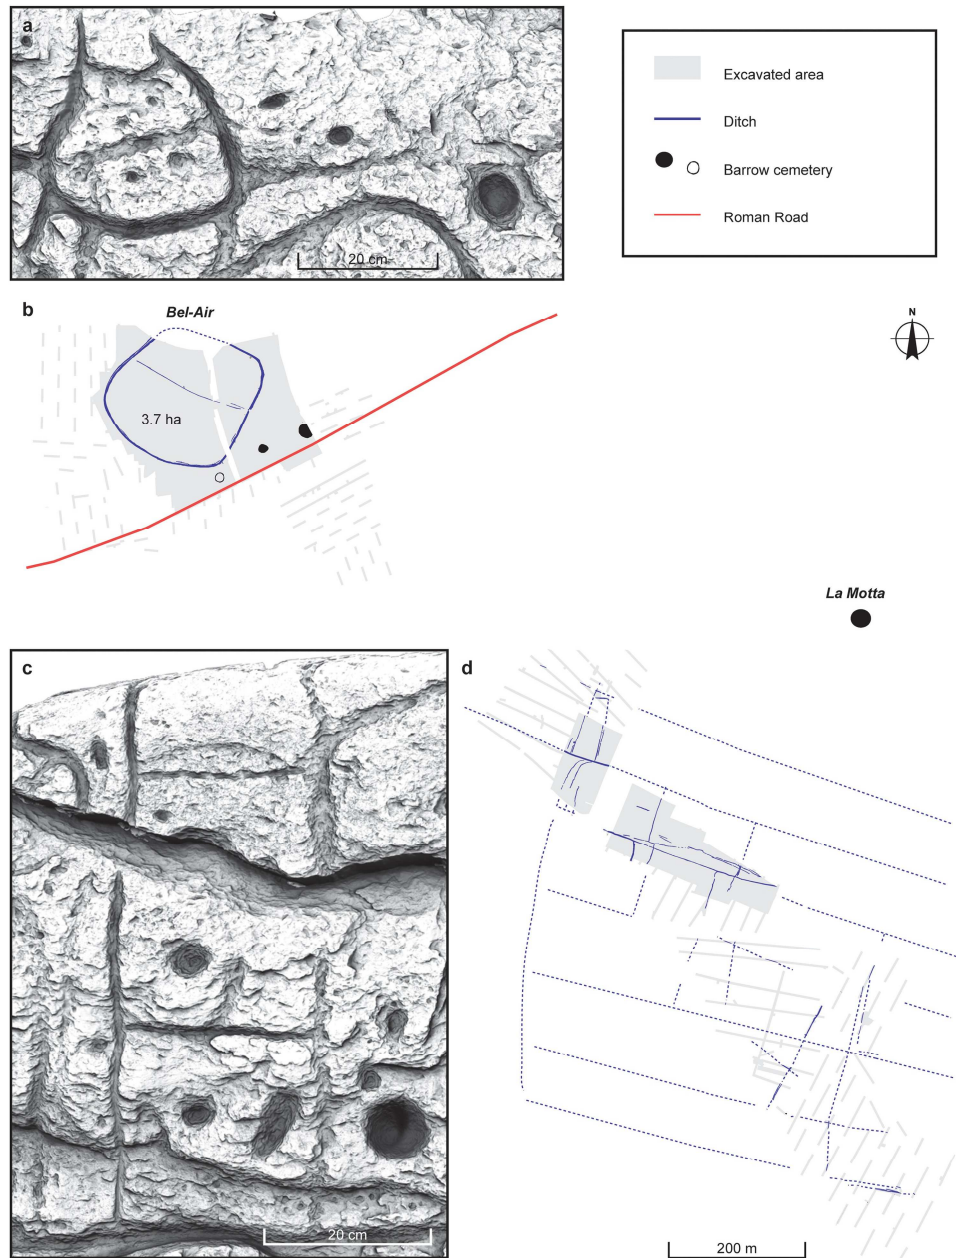 a
20 cm
Excavated area
Ditch
Barrow cemetery
Roman Road
b
Bel-Air
N
3.7 ha
La Motta
c
d
20 cm
200 m